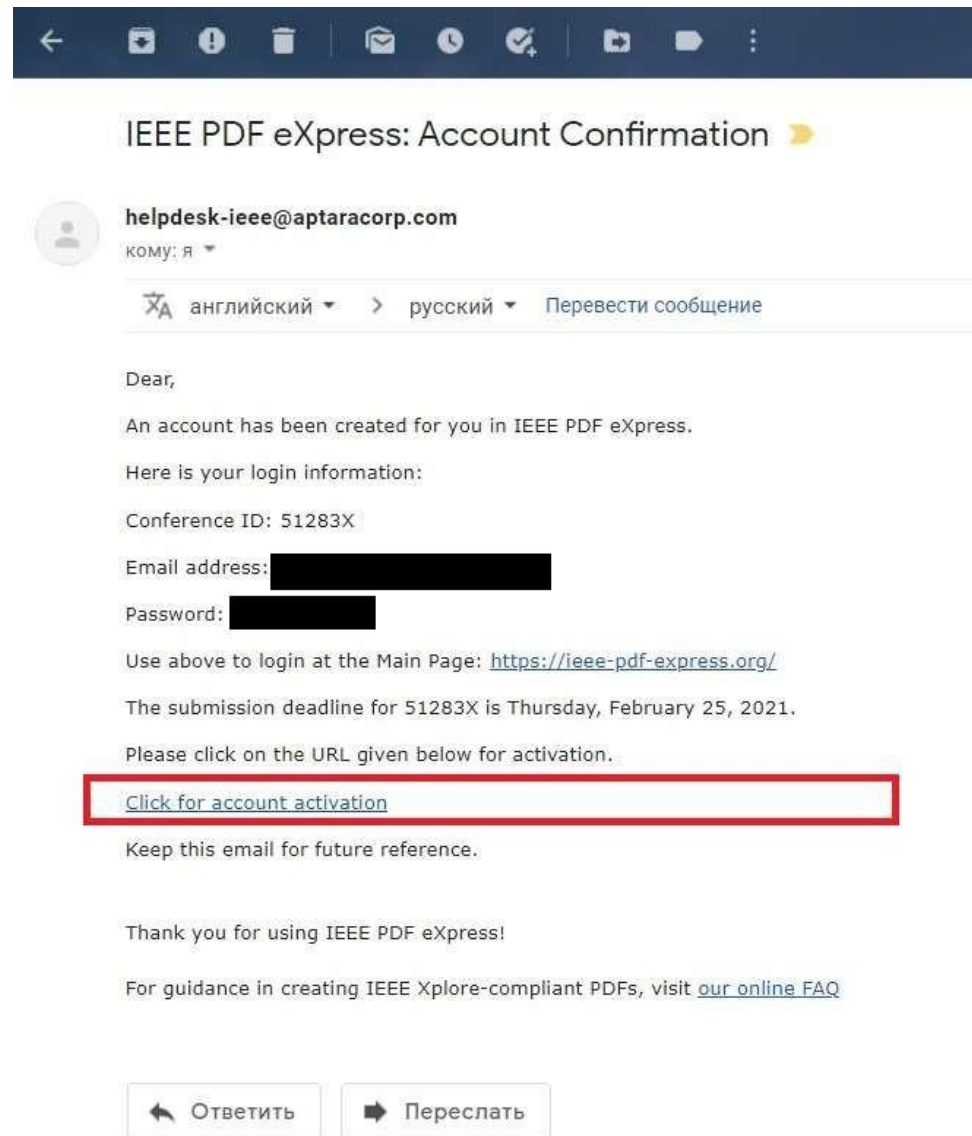 IEEE PDF eXpress: Account Confirmation
helpdesk-ieee@aptaracorp.com
кому: я
английский > русский Перевести сообщение
Dear,
An account has been created for you in IEEE PDF eXpress.
Here is your login information:
Conference ID: 51283X
Email address:
Password:
Use above to login at the Main Page: https://ieee-pdf-express.org/
The submission deadline for 51283X is Thursday, February 25, 2021.
Please click on the URL given below for activation.
Click for account activation
Keep this email for future reference.
Thank you for using IEEE PDF eXpress!
For guidance in creating IEEE Xplore-compliant PDFs, visit our online FAQ
Ответить Переслать